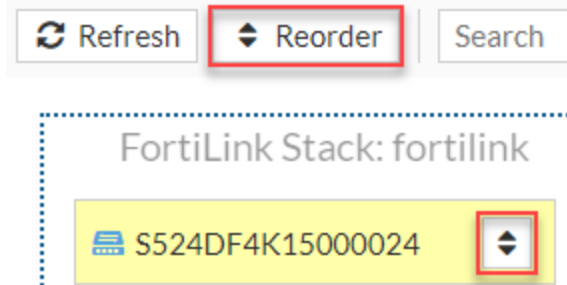 Refresh Reorder Search
FortiLink Stack: fortilink
S524DF4K15000024